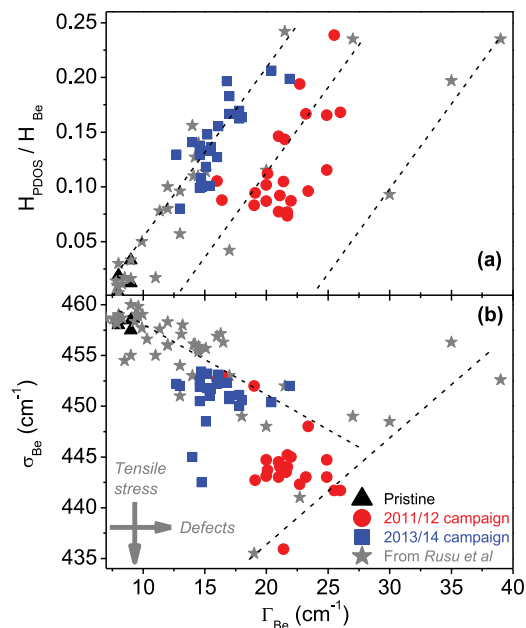 (a)
H_PDOS / H_Be
0.25
0.20
0.15
0.10
0.05
(b)
σ_Be (cm⁻¹)
460
455
450
445
440
435
Tensile
stress
Defects
Pristine
2011/12 campaign
2013/14 campaign
From Rusu et al
10 15 20 25 30 35 40
Γ_Be (cm⁻¹)